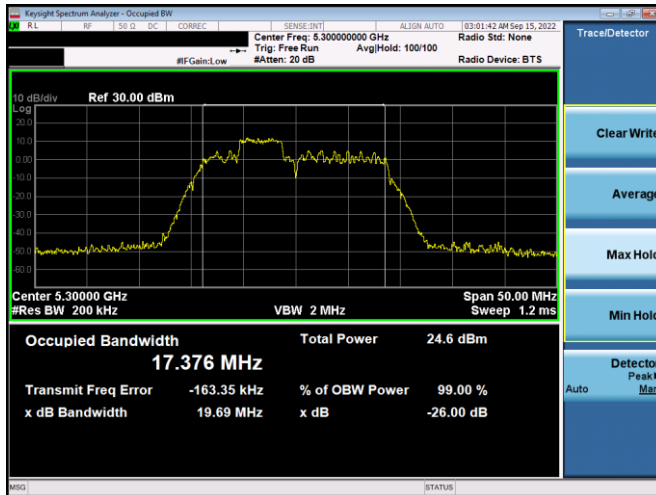 Keysight Spectrum Analyzer - Occupied BW
RL RF 50 Ω DC CORREC SENSE:INT ALIGN AUTO 03:01:42 AM Sep 15, 2022
Center Freq: 5.300000000 GHz Radio Std: None
Trig: Free Run Avg|Hold: 100/100
#IFGain:Low #Atten: 20 dB Radio Device: BTS
Trace/Detector
10 dB/div Ref 30.00 dBm
Log
20.0
10.0
0.00
-10.0
-20.0
-30.0
-40.0
-50.0
-60.0
Center 5.30000 GHz Span 50.00 MHz
#Res BW 200 kHz VBW 2 MHz Sweep 1.2 ms
Occupied Bandwidth Total Power 24.6 dBm
17.376 MHz
Transmit Freq Error -163.35 kHz % of OBW Power 99.00 %
x dB Bandwidth 19.69 MHz x dB -26.00 dB
MSG STATUS
Clear Write
Average
Max Hold
Min Hold
Detector
Peak
Auto Man